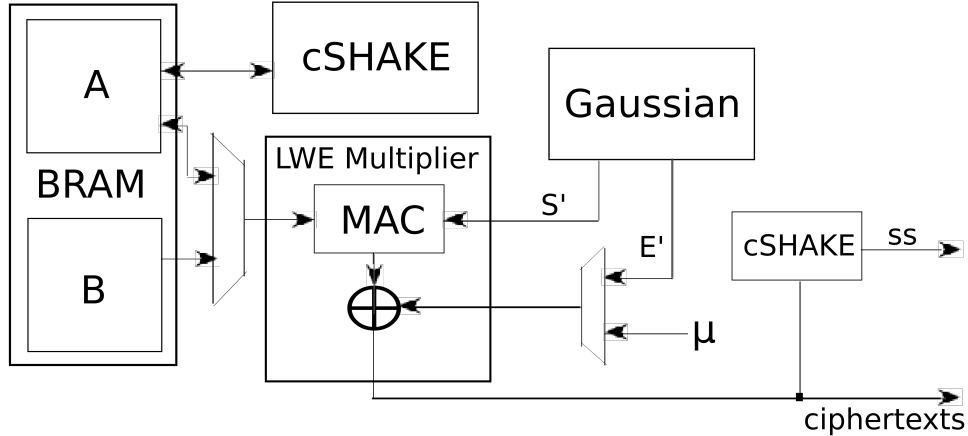 A
cSHAKE
Gaussian
LWE Multiplier
BRAM
MAC
S'
E'
cSHAKE
ss
B
μ
ciphertexts